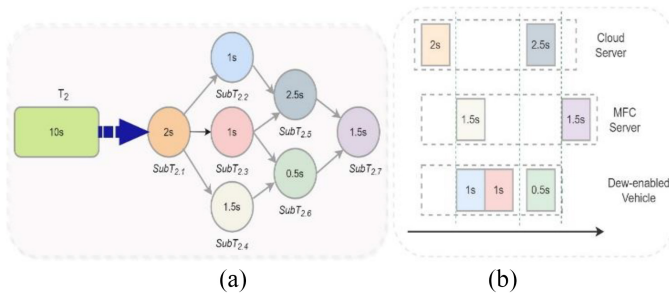 T2
10s
2s
SubT2.1
1s
SubT2.2
1s
SubT2.3
1.5s
SubT2.4
2.5s
SubT2.5
0.5s
SubT2.6
1.5s
SubT2.7
(a)
2s
2.5s
Cloud
Server
1.5s
1.5s
MFC
Server
1s
1s
0.5s
Dew-enabled
Vehicle
(b)